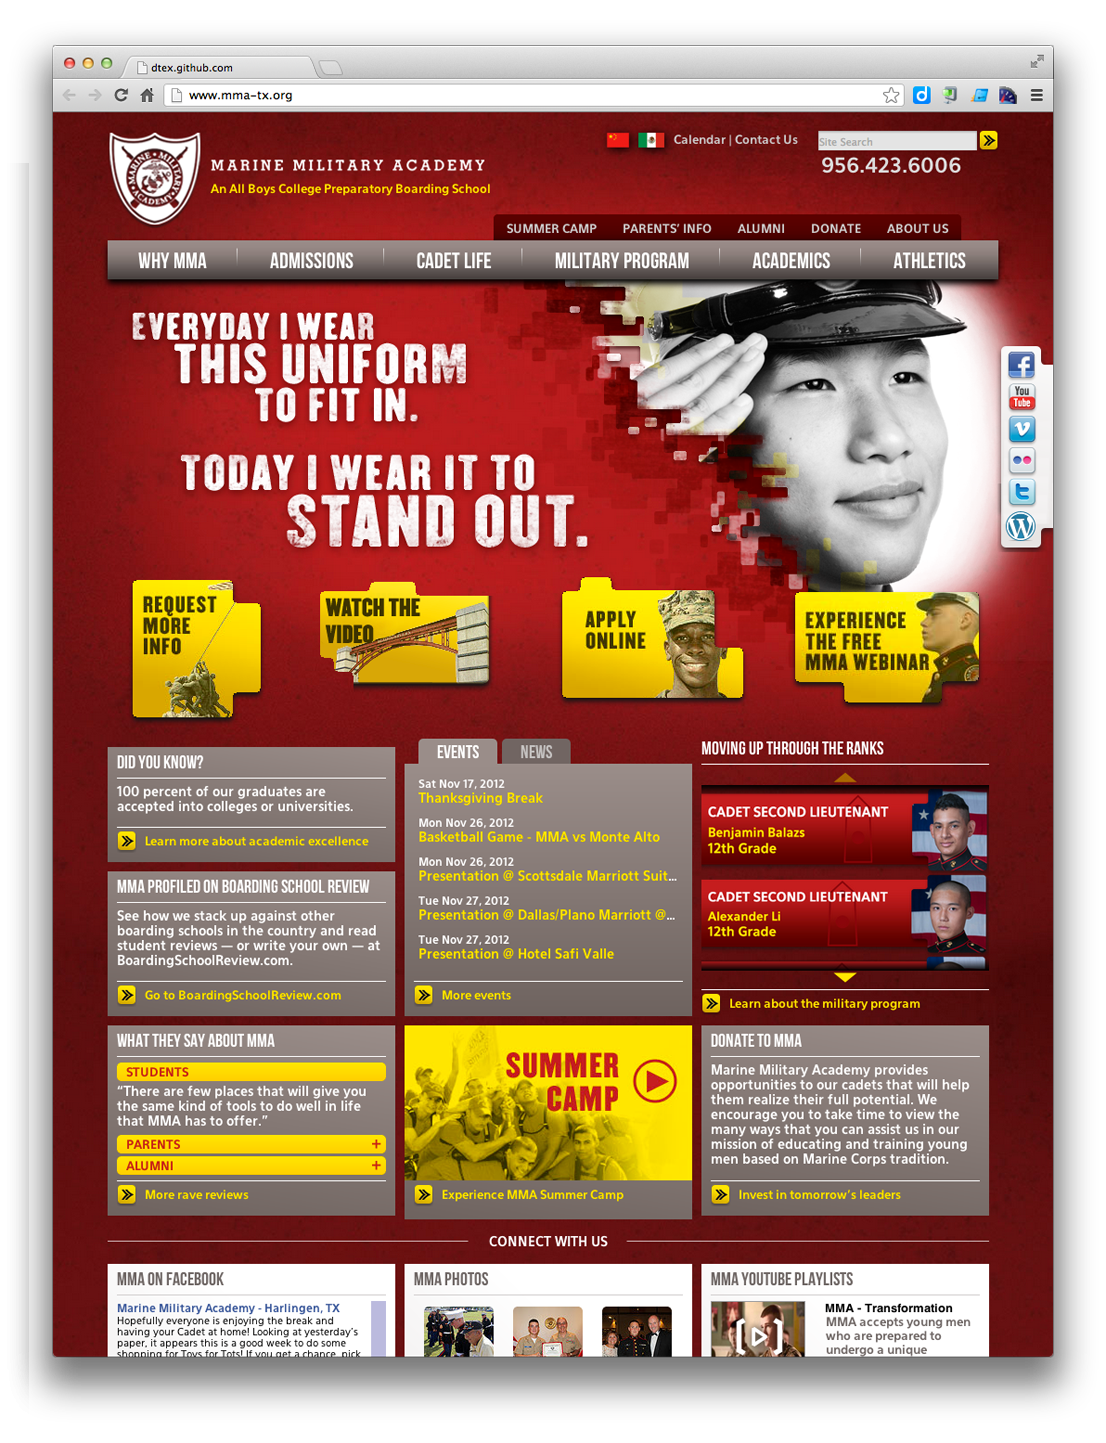 dtex.github.com
www.mma-tx.org
Calendar | Contact Us
Site Search
MARINE MILITARY ACADEMY
956.423.6006
An All Boys College Preparatory Boarding School
SUMMER CAMP PARENTS' INFO ALUMNI DONATE ABOUT US
WHY MMA ADMISSIONS CADET LIFE MILITARY PROGRAM ACADEMICS ATHLETICS
EVERYDAY I WEAR
THIS UNIFORM
TO FIT IN.
TODAY I WEAR IT TO
STAND OUT.
You
Tube
REQUEST
MORE
INFO
WATCH THE
VIDEO
APPLY
ONLINE
EXPERIENCE
THE FREE
MMA WEBINAR
DID YOU KNOW?
100 percent of our graduates are
accepted into colleges or universities.
Learn more about academic excellence
MMA PROFILED ON BOARDING SCHOOL REVIEW
See how we stack up against other
boarding schools in the country and read
student reviews — or write your own — at
BoardingSchoolReview.com.
Go to BoardingSchoolReview.com
EVENTS NEWS
Sat Nov 17, 2012
Thanksgiving Break
Mon Nov 26, 2012
Basketball Game - MMA vs Monte Alto
Mon Nov 26, 2012
Presentation @ Scottsdale Marriott Suit...
Tue Nov 27, 2012
Presentation @ Dallas/Plano Marriott @...
Tue Nov 27, 2012
Presentation @ Hotel Safi Valle
More events
MOVING UP THROUGH THE RANKS
CADET SECOND LIEUTENANT
Benjamin Balazs
12th Grade
CADET SECOND LIEUTENANT
Alexander Li
12th Grade
Learn about the military program
WHAT THEY SAY ABOUT MMA
STUDENTS
“There are few places that will give you
the same kind of tools to do well in life
that MMA has to offer.”
PARENTS +
ALUMNI +
More rave reviews
SUMMER
CAMP
Experience MMA Summer Camp
DONATE TO MMA
Marine Military Academy provides
opportunities to our cadets that will help
them realize their full potential. We
encourage you to take time to view the
many ways that you can assist us in our
mission of educating and training young
men based on Marine Corps tradition.
Invest in tomorrow's leaders
CONNECT WITH US
MMA ON FACEBOOK
Marine Military Academy - Harlingen, TX
Hopefully everyone is enjoying the break and
having your Cadet at home! Looking at yesterday's
paper, it appears this is a good week to do some
shopping for Toys for Tots! If you get a chance, pick
MMA PHOTOS
MMA YOUTUBE PLAYLISTS
MMA - Transformation
MMA accepts young men
who are prepared to
undergo a unique